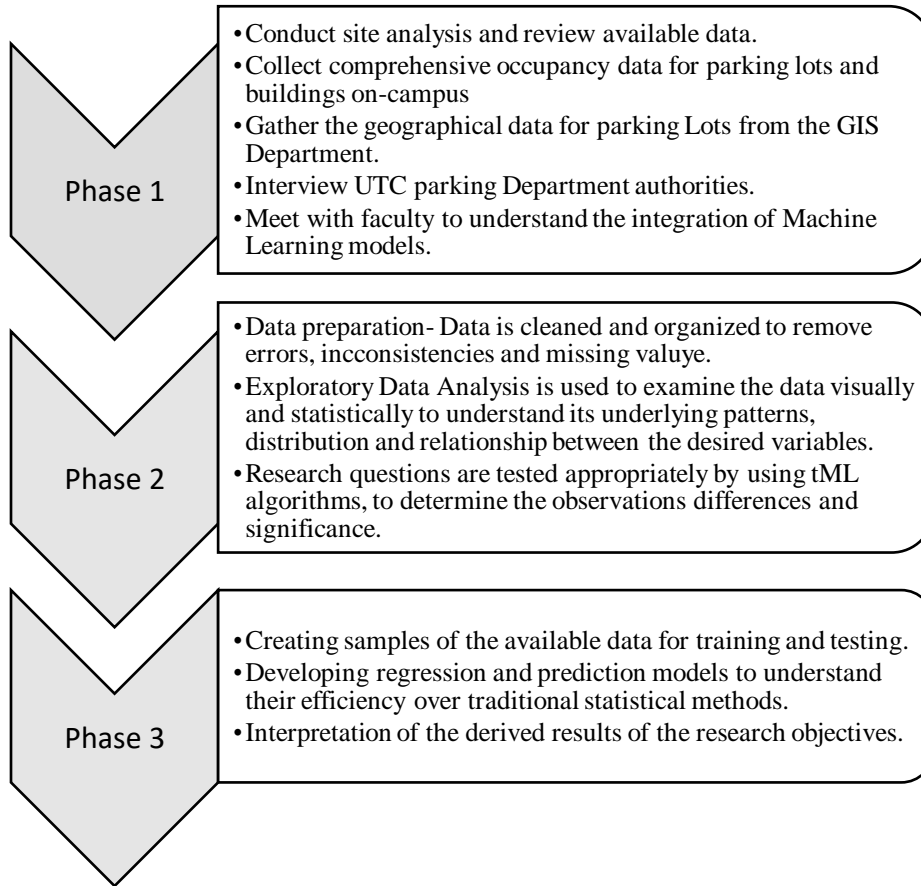 Phase 1
•Conduct site analysis and review available data.
•Collect comprehensive occupancy data for parking lots and
buildings on-campus
•Gather the geographical data for parking Lots from the GIS
Department.
•Interview UTC parking Department authorities.
•Meet with faculty to understand the integration of Machine
Learning models.
Phase 2
•Data preparation- Data is cleaned and organized to remove
errors, incconsistencies and missing valuye.
•Exploratory Data Analysis is used to examine the data visually
and statistically to understand its underlying patterns,
distribution and relationship between the desired variables.
•Research questions are tested appropriately by using tML
algorithms, to determine the observations differences and
significance.
Phase 3
•Creating samples of the available data for training and testing.
•Developing regression and prediction models to understand
their efficiency over traditional statistical methods.
•Interpretation of the derived results of the research objectives.